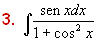 3. ∫ sen xdx / 1 + cos² x